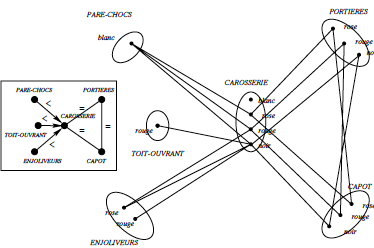 PARE-CHOCS
blanc
PORTIERES
rose
rouge
CAROSSERIE
blanc
rose
rouge
noir
rouge
TOIT-OUVRANT
rose
rouge
ENJOLIVEURS
CAPOT
rose
rouge
noir
PARE-CHOCS
PORTIERES
<
=
CAROSSERIE
<
=
TOIT-OUVRANT
<
=
ENJOLIVEURS
CAPOT